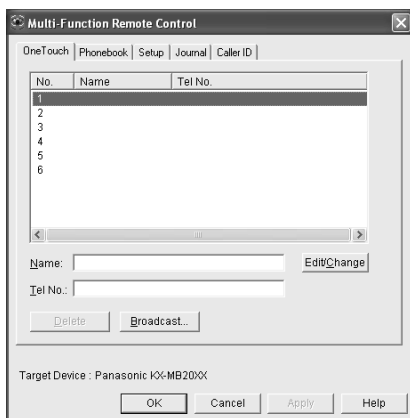 Multi-Function Remote Control
OneTouch Phonebook Setup Journal Caller ID
No. Name Tel No.
1
2
3
4
5
6
Name: Edit/Change
Tel No.:
Delete Broadcast...
Target Device : Panasonic KX-MB20XX
OK Cancel Apply Help